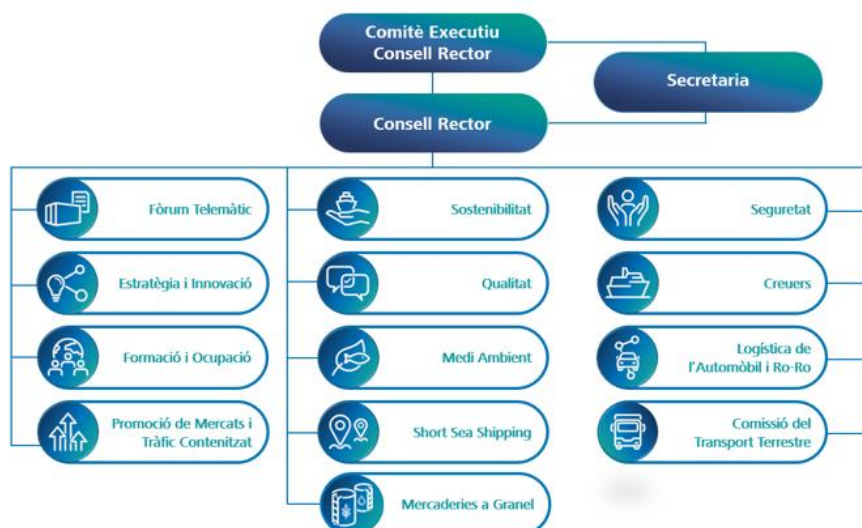 Comitè Executiu
Consell Rector
Secretaria
Consell Rector
Fòrum Telemàtic
Estratègia i Innovació
Formació i Ocupació
Promoció de Mercats i
Tràfic Contenitzat
Sostenibilitat
Qualitat
Medi Ambient
Short Sea Shipping
Mercaderies a Granel
Seguretat
Creuers
Logística de
l'Automòbil i Ro-Ro
Comissió del
Transport Terrestre